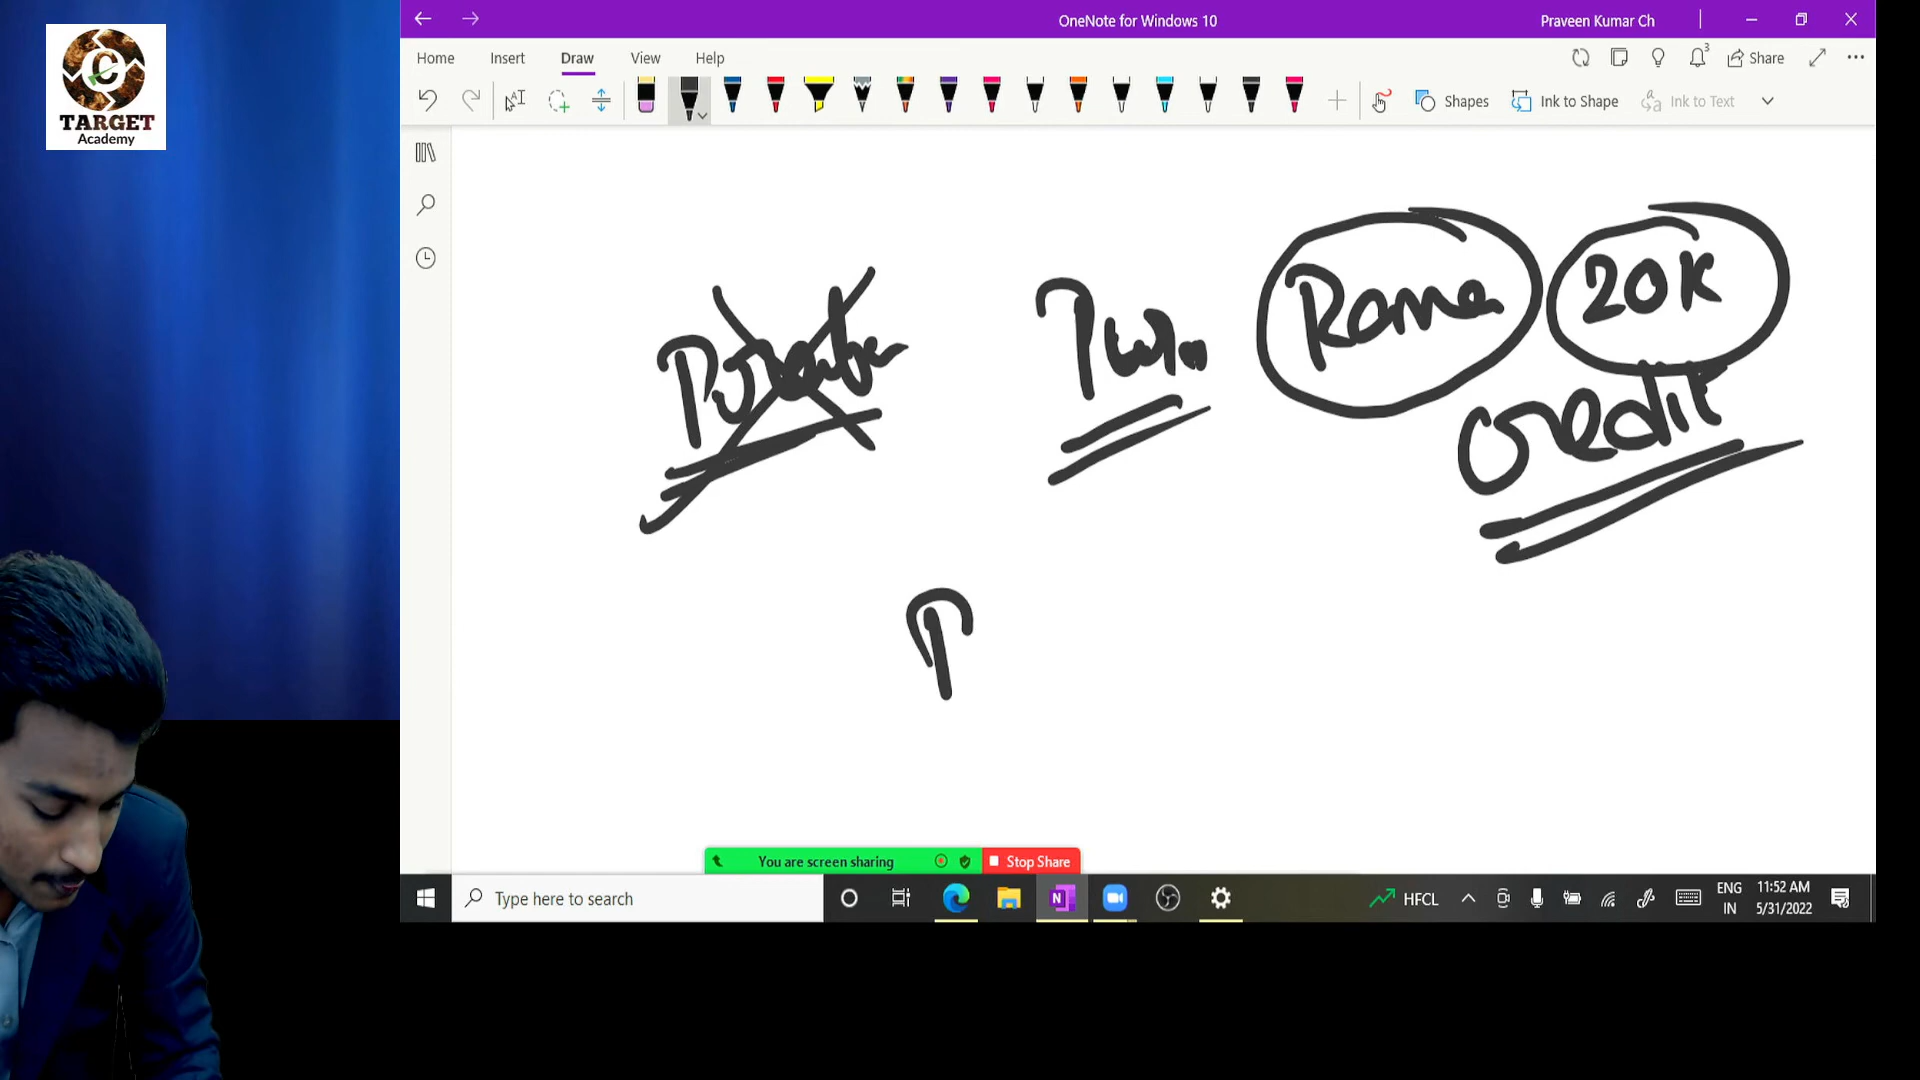 TARGET
Academy
OneNote for Windows 10
Praveen Kumar Ch
Home Insert Draw View Help
3
Share
Shapes
Ink to Shape
Ink to Text
Rama
20K
credit
P
You are screen sharing
Stop Share
Type here to search
HFCL
ENG
IN
11:52 AM
5/31/2022